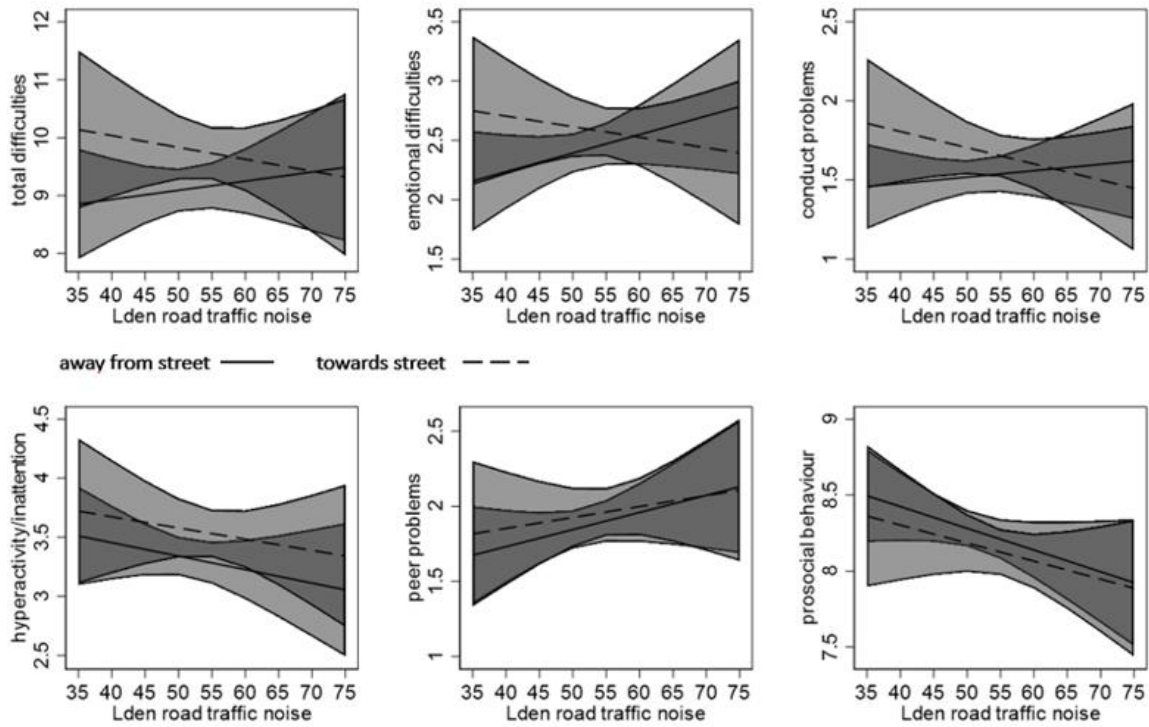 total difficulties
8 9 10 11 12
35 40 45 50 55 60 65 70 75
Lden road traffic noise
emotional difficulties
1.5 2 2.5 3 3.5
35 40 45 50 55 60 65 70 75
Lden road traffic noise
conduct problems
1 1.5 2 2.5
35 40 45 50 55 60 65 70 75
Lden road traffic noise
away from street towards street
hyperactivity/inattention
2.5 3 3.5 4 4.5
35 40 45 50 55 60 65 70 75
Lden road traffic noise
peer problems
1 1.5 2 2.5
35 40 45 50 55 60 65 70 75
Lden road traffic noise
prosocial behaviour
7.5 8 8.5 9
35 40 45 50 55 60 65 70 75
Lden road traffic noise